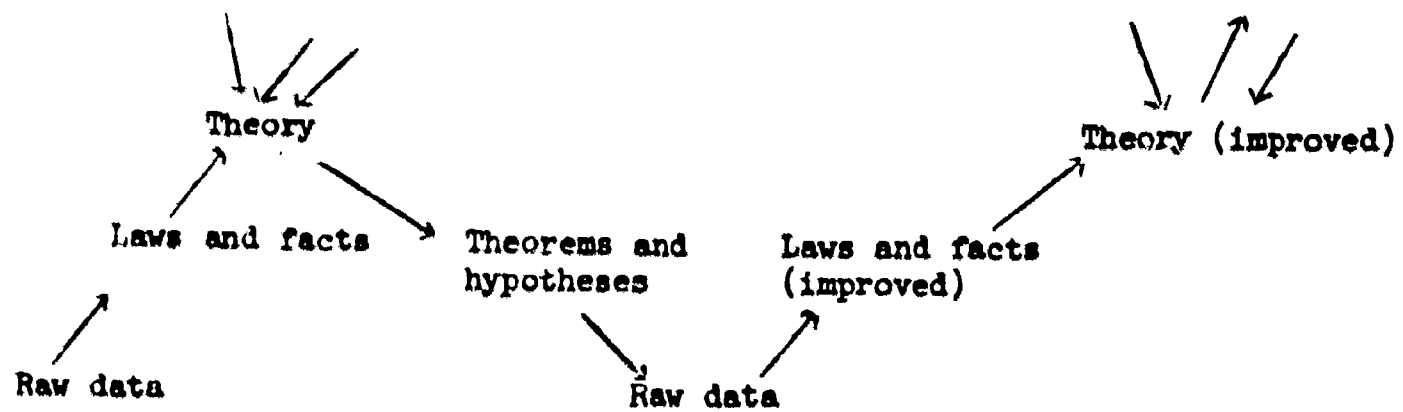 Theory
Theory (improved)
Laws and facts
Theorems and
hypotheses
Laws and facts
(improved)
Raw data
Raw data